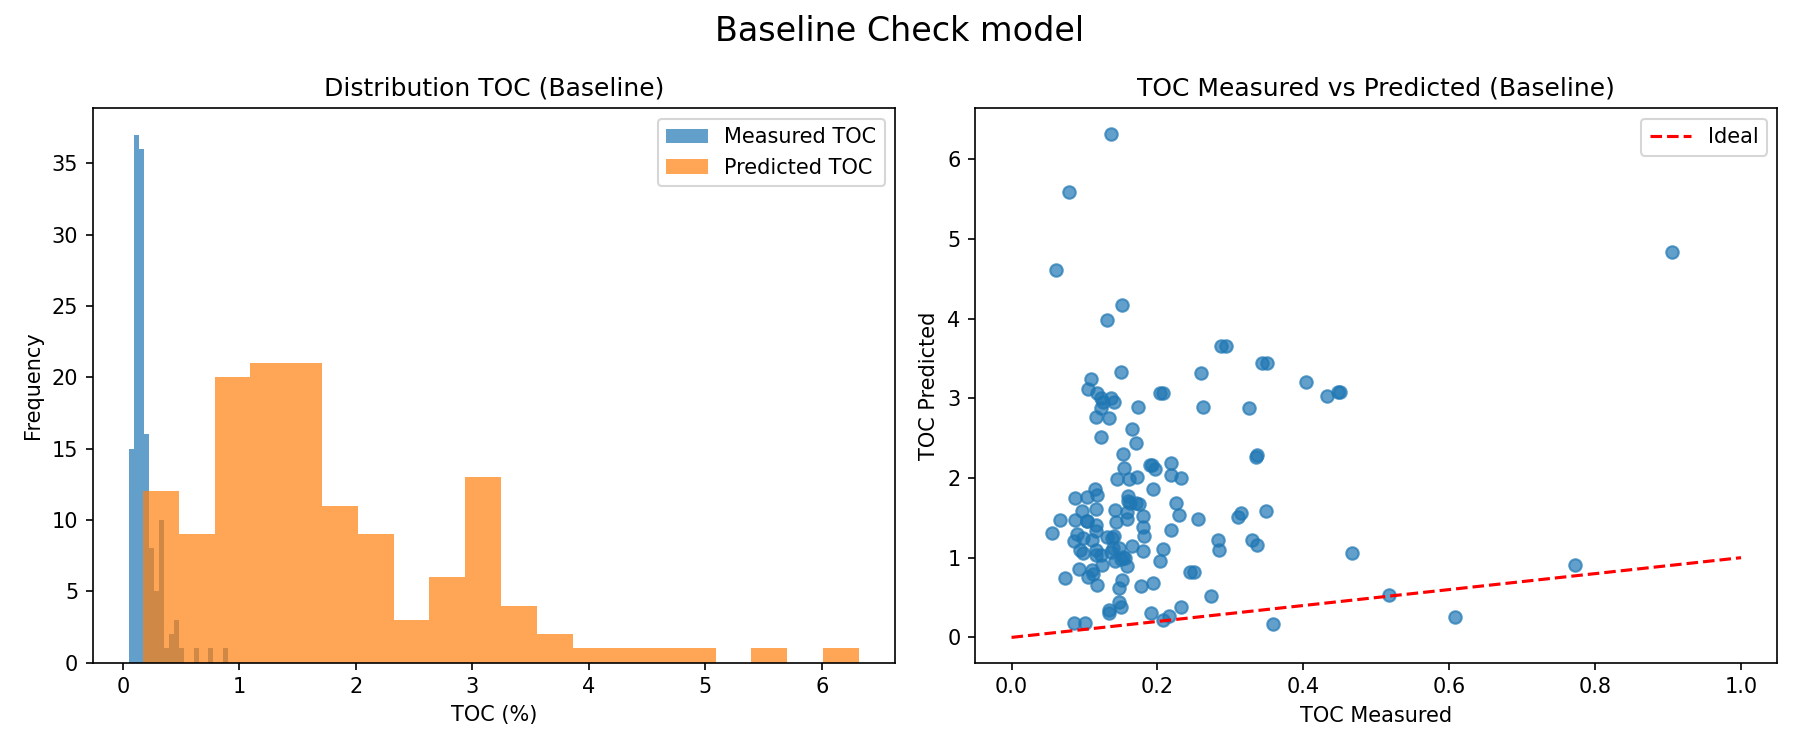 Baseline Check model
Distribution TOC (Baseline)
Measured TOC
Predicted TOC
Frequency
35
30
25
20
15
10
5
0
0 1 2 3 4 5 6
TOC (%)
TOC Measured vs Predicted (Baseline)
Ideal
TOC Predicted
6
5
4
3
2
1
0
0.0 0.2 0.4 0.6 0.8 1.0
TOC Measured